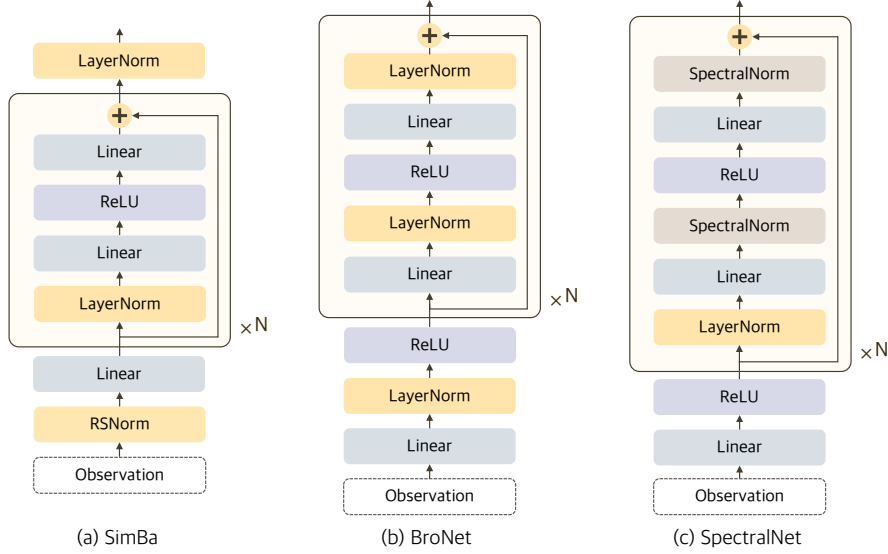 LayerNorm
Linear
ReLU
Linear
LayerNorm
×N
Linear
RSNorm
Observation
(a) SimBa
LayerNorm
Linear
ReLU
LayerNorm
Linear
×N
ReLU
LayerNorm
Linear
Observation
(b) BroNet
SpectralNorm
Linear
ReLU
SpectralNorm
Linear
LayerNorm
×N
ReLU
Linear
Observation
(c) SpectralNet